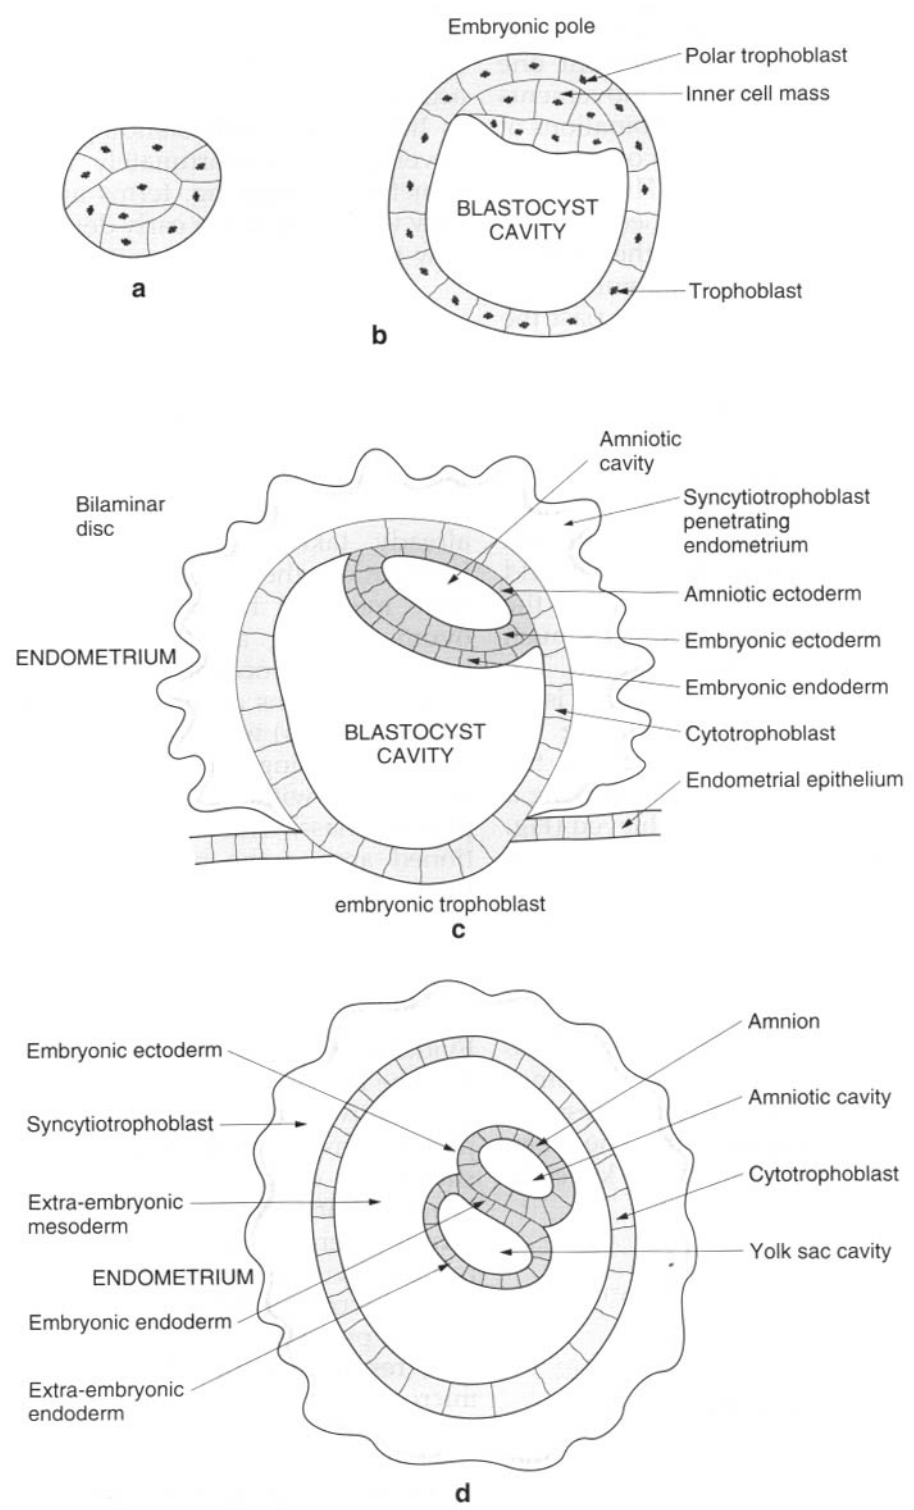 Embryonic pole
Polar trophoblast
Inner cell mass
BLASTOCYST
CAVITY
Trophoblast
a
b
Amniotic
cavity
Bilaminar
disc
Syncytiotrophoblast
penetrating
endometrium
Amniotic ectoderm
Embryonic ectoderm
ENDOMETRIUM
Embryonic endoderm
BLASTOCYST
CAVITY
Cytotrophoblast
Endometrial epithelium
embryonic trophoblast
c
Amnion
Embryonic ectoderm
Amniotic cavity
Syncytiotrophoblast
Cytotrophoblast
Extra-embryonic
mesoderm
Yolk sac cavity
ENDOMETRIUM
Embryonic endoderm
Extra-embryonic
endoderm
d